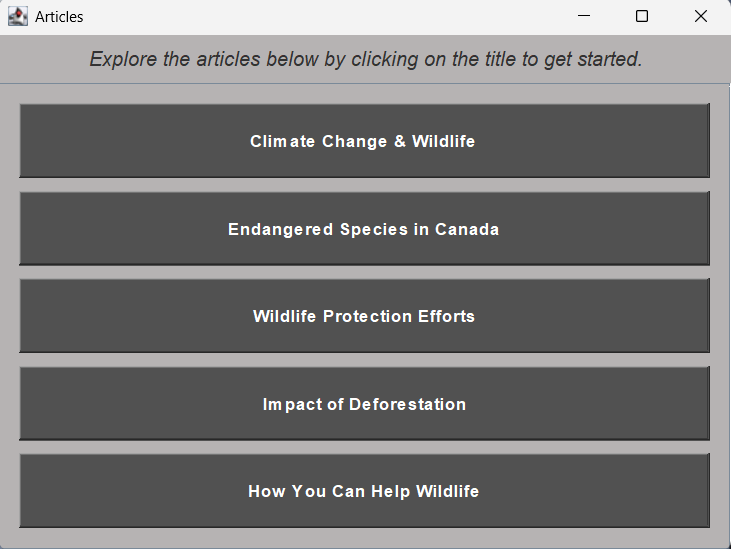 Articles
Explore the articles below by clicking on the title to get started.
Climate Change & Wildlife
Endangered Species in Canada
Wildlife Protection Efforts
Impact of Deforestation
How You Can Help Wildlife